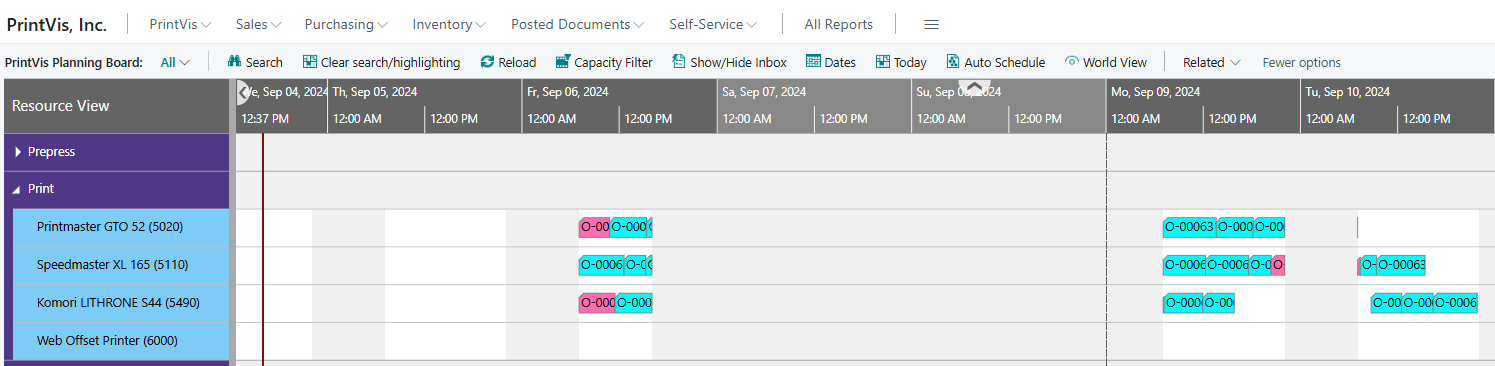 PrintVis, Inc. PrintVis Sales Purchasing Inventory Posted Documents Self-Service All Reports
PrintVis Planning Board: All Search Clear search/highlighting Reload Capacity Filter Show/Hide Inbox Dates Today Auto Schedule World View Related Fewer options
Resource View
e, Sep 04, 2024 Th, Sep 05, 2024 Fr, Sep 06, 2024 Sa, Sep 07, 2024 Su, Sep 2024 Mo, Sep 09, 2024 Tu, Sep 10, 2024
12:37 PM 12:00 AM 12:00 PM 12:00 AM 12:00 PM 12:00 AM 12:00 PM 12:00 AM 12:00 PM 12:00 AM 12:00 PM 12:00 AM 12:00 PM
Prepress
Print
Printmaster GTO 52 (5020) O-00 O-000 O-00063 O-000 O-00
Speedmaster XL 165 (5110) O-0006 O-0 O-0006 O-0006 O-0 O- O- O-00063
Komori LITHRONE S44 (5490) O-000 O-000 O-000 O-00 O-000 O-00 O-0006
Web Offset Printer (6000)